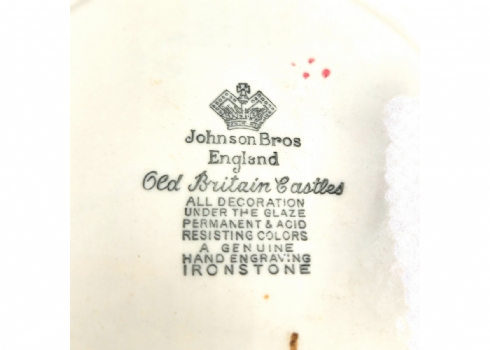 Johnson Bros
England
Old Britain Castles
ALL DECORATION
UNDER THE GLAZE
PERMANENT & ACID
RESISTING COLORS
A GENUINE
HAND ENGRAVING
IRONSTONE